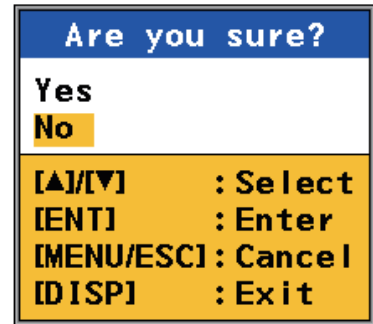 Are you sure?
Yes
No
[▲]/[▼] : Select
[ENT] : Enter
[MENU/ESC] : Cancel
[DISP] : Exit